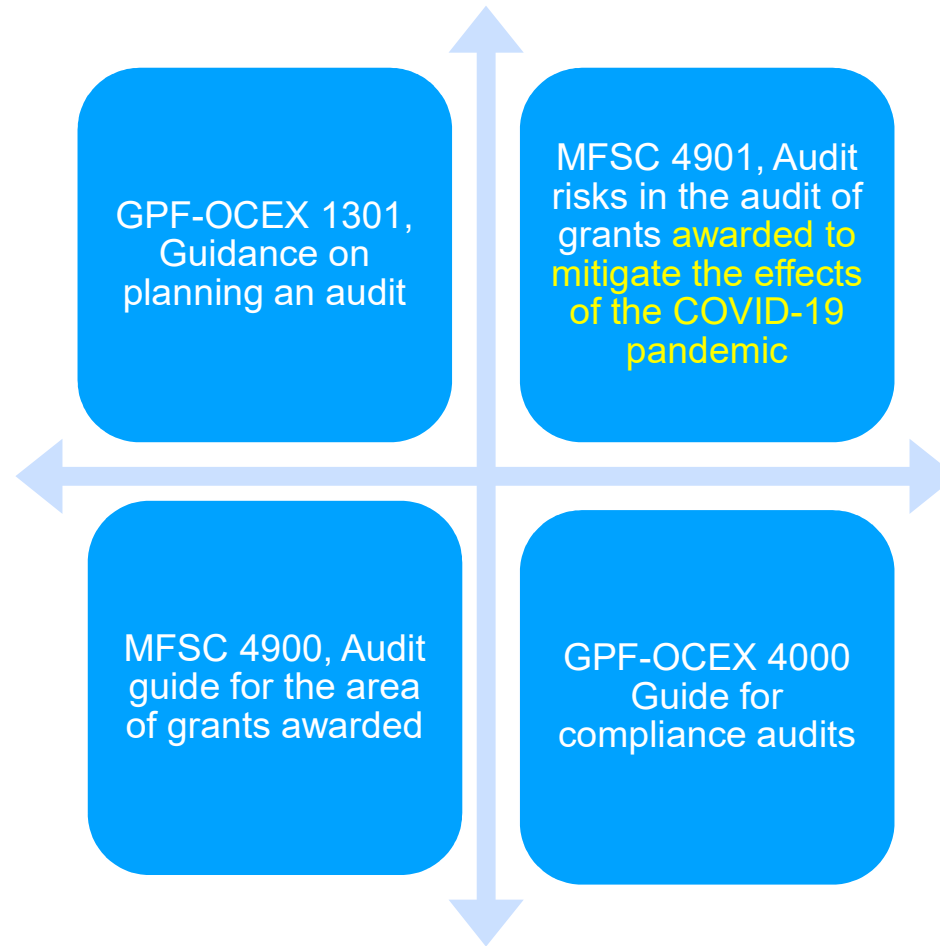 GPF-OCEX 1301,
Guidance on
planning an audit
MFSC 4901, Audit
risks in the audit of
grants awarded to
mitigate the effects
of the COVID-19
pandemic
MFSC 4900, Audit
guide for the area
of grants awarded
GPF-OCEX 4000
Guide for
compliance audits